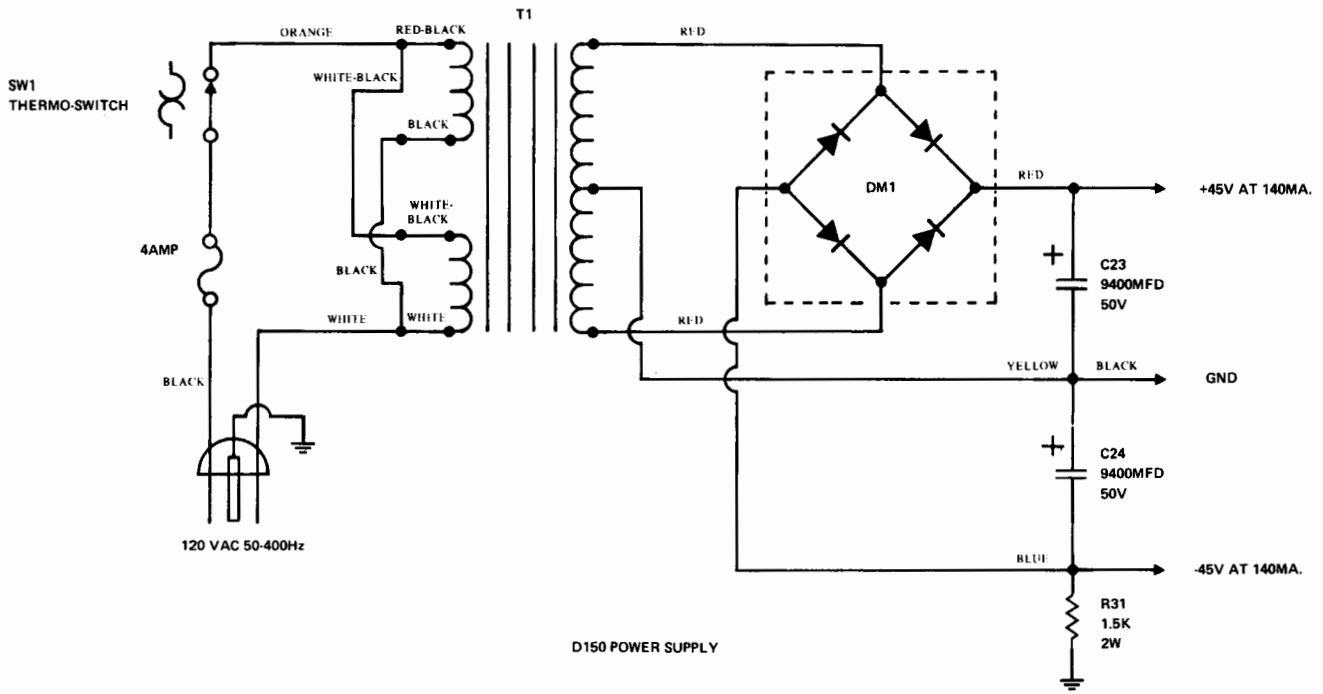 T1
ORANGE
RED-BLACK
RED
SW1
THERMO-SWITCH
WHITE-BLACK
BLACK
DM1
RED
+45V AT 140MA.
WHITE-
BLACK
4AMP
C23
9400MFD
50V
BLACK
WHITE
WHITE
RED
YELLOW
BLACK
GND
BLACK
C24
9400MFD
50V
120 VAC 50-400Hz
BLUE
-45V AT 140MA.
R31
1.5K
2W
D150 POWER SUPPLY